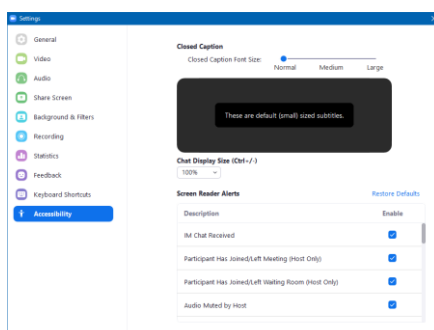 Settings
General
Video
Audio
Share Screen
Background & Filters
Recording
Statistics
Feedback
Keyboard Shortcuts
Accessibility
Closed Caption
Closed Caption Font Size:
Normal Medium Large
These are default (small) sized subtitles.
Chat Display Size (Ctrl+/-)
100%
Screen Reader Alerts Restore Defaults
Description Enable
IM Chat Received
Participant Has Joined/Left Meeting (Host Only)
Participant Has Joined/Left Waiting Room (Host Only)
Audio Muted by Host